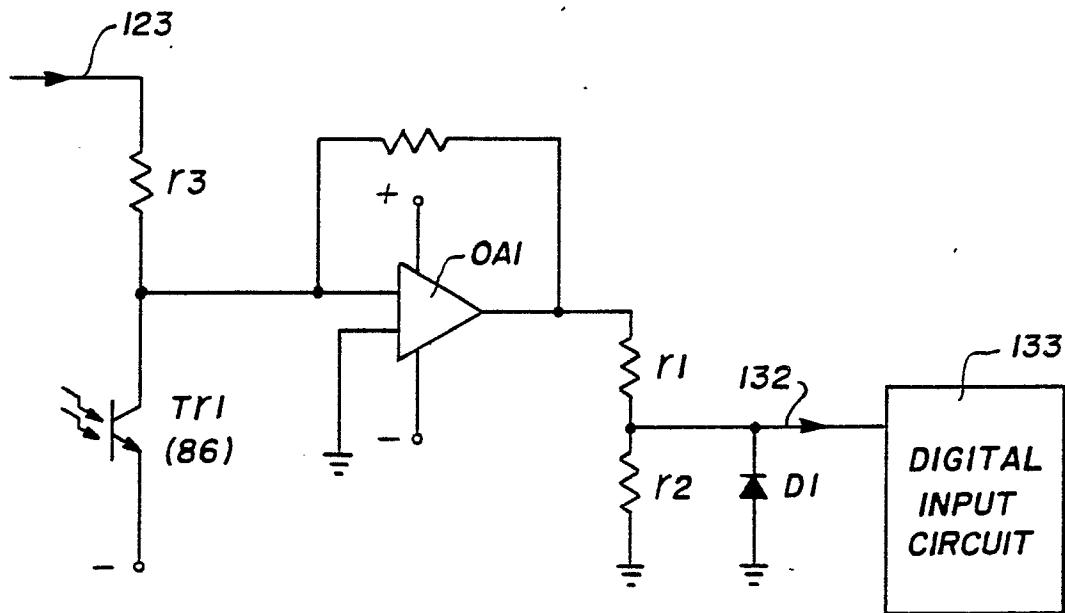 123
r3
+
OA1
-
Tr1
(86)
-
r1
r2
132
D1
133
DIGITAL
INPUT
CIRCUIT